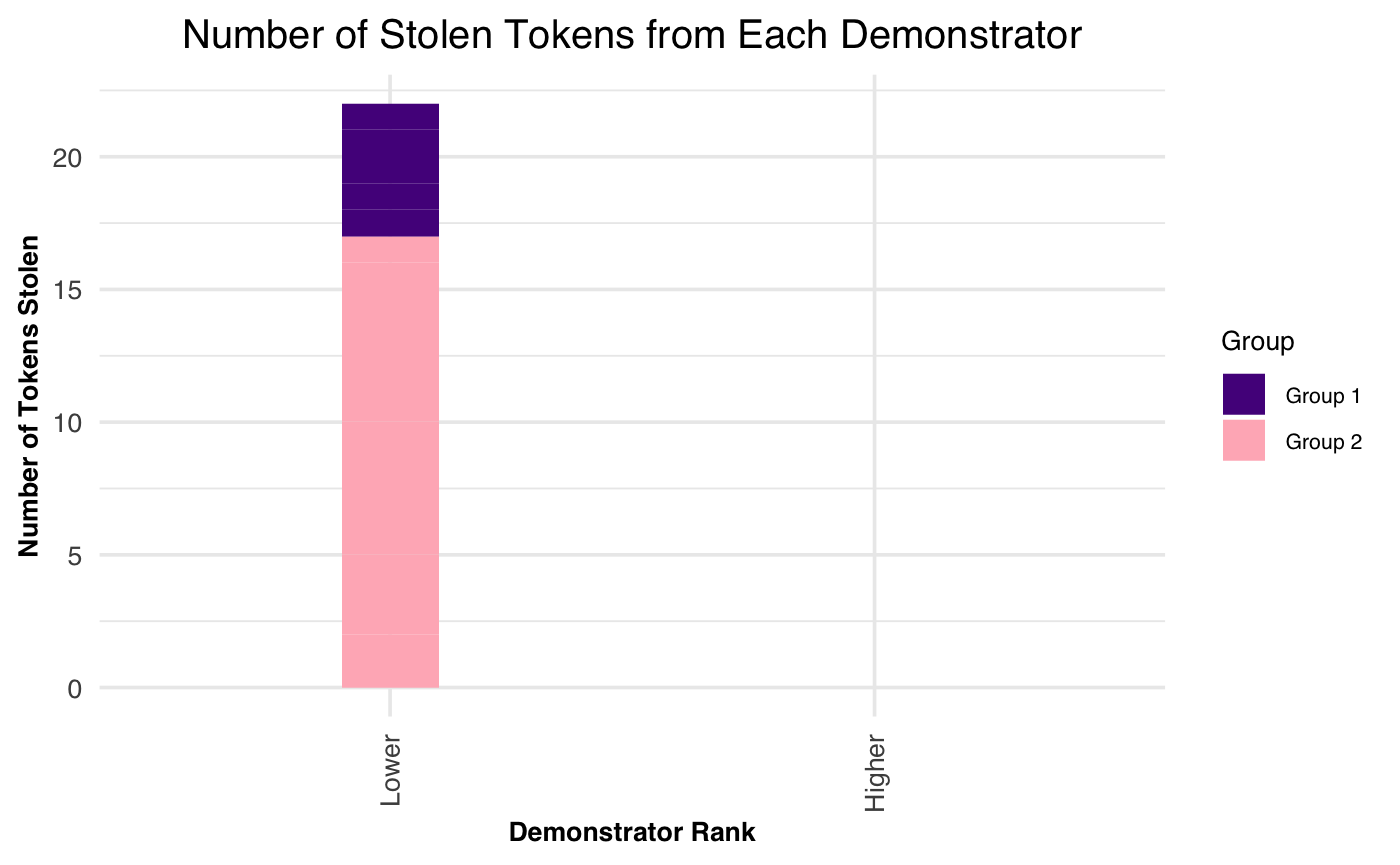 Number of Stolen Tokens from Each Demonstrator
Number of Tokens Stolen
20
15
10
5
0
Lower
Higher
Demonstrator Rank
Group
Group 1
Group 2